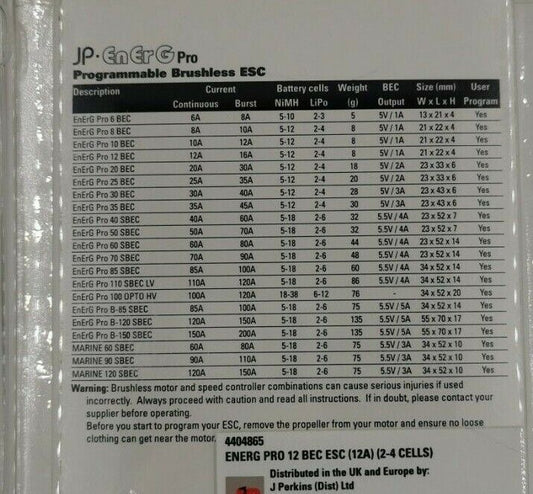 JP·EnErG Pro
Programmable Brushless ESC
Description Current Battery cells Weight BEC Size (mm) User
Continuous Burst NiMH LiPo (g) Output W x L x H Program
EnErG Pro 6 BEC 6A 8A 5-10 2-3 5 5V / 1A 13 x 21 x 4 Yes
EnErG Pro 8 BEC 8A 10A 5-12 2-4 8 5V / 1A 21 x 22 x 4 Yes
EnErG Pro 10 BEC 10A 12A 5-12 2-4 8 5V / 1A 21 x 22 x 4 Yes
EnErG Pro 12 BEC 12A 16A 5-12 2-4 8 5V / 1A 21 x 22 x 4 Yes
EnErG Pro 20 BEC 20A 30A 5-12 2-4 18 5V / 2A 23 x 33 x 6 Yes
EnErG Pro 25 BEC 25A 35A 5-12 2-4 20 5V / 2A 23 x 33 x 6 Yes
EnErG Pro 30 BEC 30A 40A 5-12 2-4 28 5V / 3A 23 x 43 x 6 Yes
EnErG Pro 35 BEC 35A 45A 5-12 2-4 30 5V / 3A 23 x 43 x 6 Yes
EnErG Pro 40 SBEC 40A 60A 5-18 2-6 32 5.5V / 4A 23 x 52 x 7 Yes
EnErG Pro 50 SBEC 50A 70A 5-18 2-6 32 5.5V / 4A 23 x 52 x 7 Yes
EnErG Pro 60 SBEC 60A 80A 5-18 2-6 44 5.5V / 4A 23 x 52 x 14 Yes
EnErG Pro 70 SBEC 70A 90A 5-18 2-6 48 5.5V / 4A 23 x 52 x 14 Yes
EnErG Pro 85 SBEC 85A 100A 5-18 2-6 60 5.5V / 4A 34 x 52 x 14 Yes
EnErG Pro 110 SBEC LV 110A 120A 5-18 2-6 86 5.5V / 4A 34 x 52 x 14 Yes
EnErG Pro 100 OPTO HV 100A 120A 18-38 6-12 76 - 34 x 52 x 20 Yes
EnErG Pro B-85 SBEC 85A 100A 5-18 2-6 75 5.5V / 5A 34 x 52 x 14 Yes
EnErG Pro B-120 SBEC 120A 150A 5-18 2-6 135 5.5V / 5A 55 x 70 x 17 Yes
EnErG Pro B-150 SBEC 150A 200A 5-18 2-6 135 5.5V / 5A 55 x 70 x 17 Yes
MARINE 60 SBEC 60A 80A 5-18 2-6 75 5.5V / 3A 34 x 52 x 10 Yes
MARINE 90 SBEC 90A 110A 5-18 2-6 75 5.5V / 3A 34 x 52 x 10 Yes
MARINE 120 SBEC 120A 150A 5-18 2-6 75 5.5V / 3A 34 x 52 x 10 Yes
Warning: Brushless motor and speed controller combinations can cause serious injuries if used
incorrectly. Always proceed with caution and read all instructions. If in doubt, please contact your
supplier before operating.
Before you start to program your ESC, remove the propeller from your motor and ensure no loose
clothing can get near the motor.
4404865
ENERG PRO 12 BEC ESC (12A) (2-4 CELLS)
Distributed in the UK and Europe by:
J Perkins (Dist) Ltd